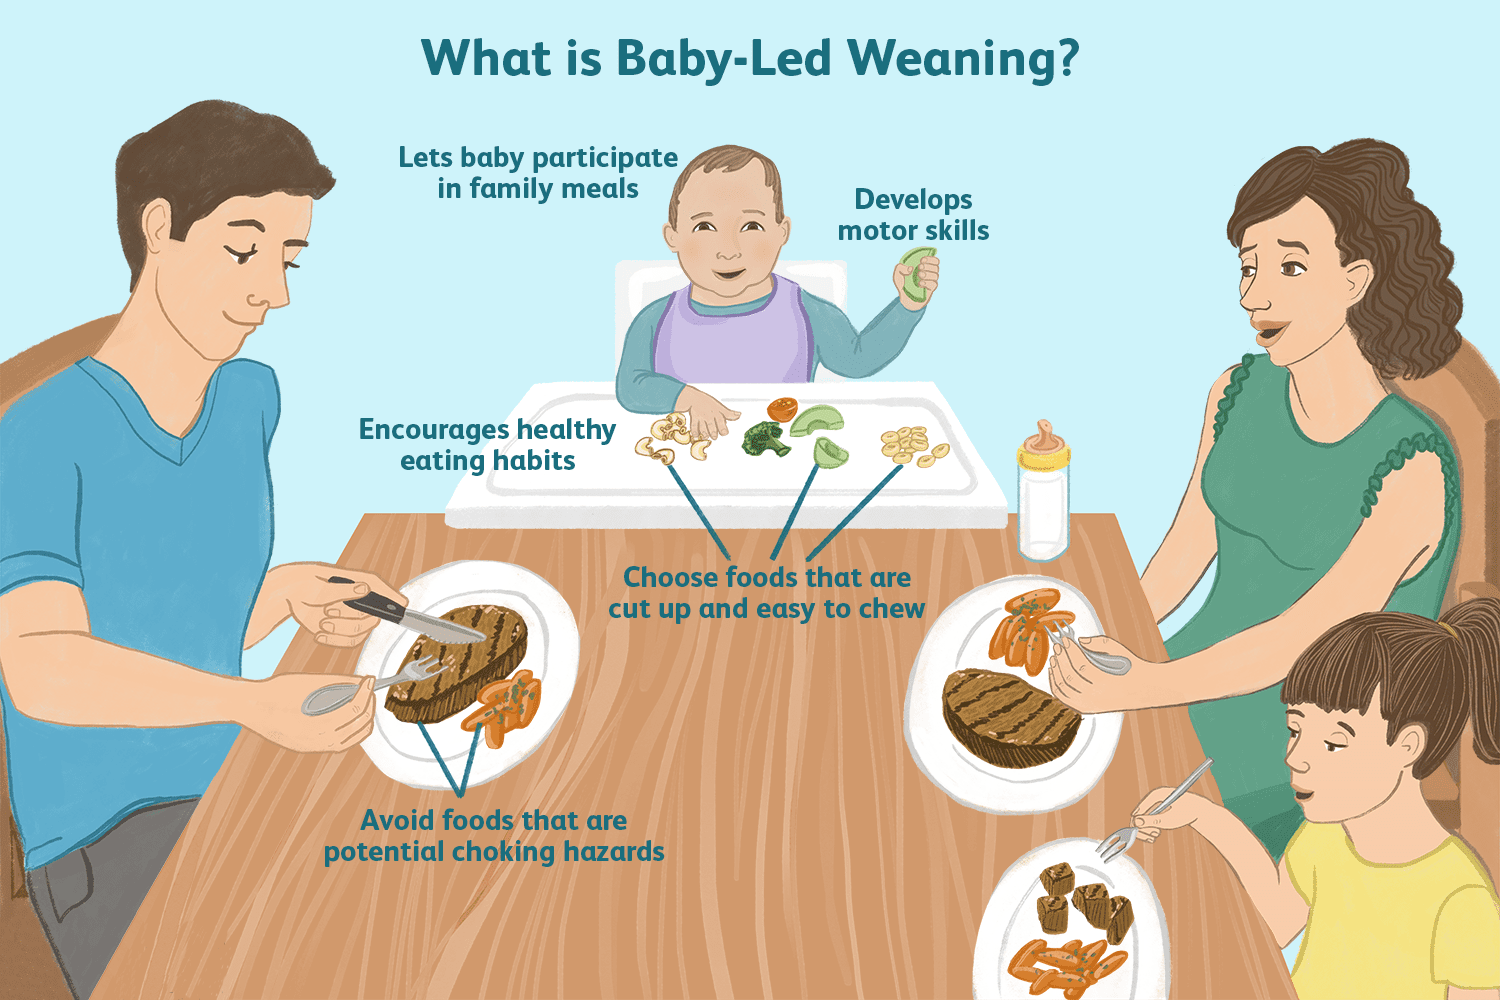 What is Baby-Led Weaning?
Lets baby participate
in family meals
Develops
motor skills
Encourages healthy
eating habits
Choose foods that are
cut up and easy to chew
Avoid foods that are
potential choking hazards